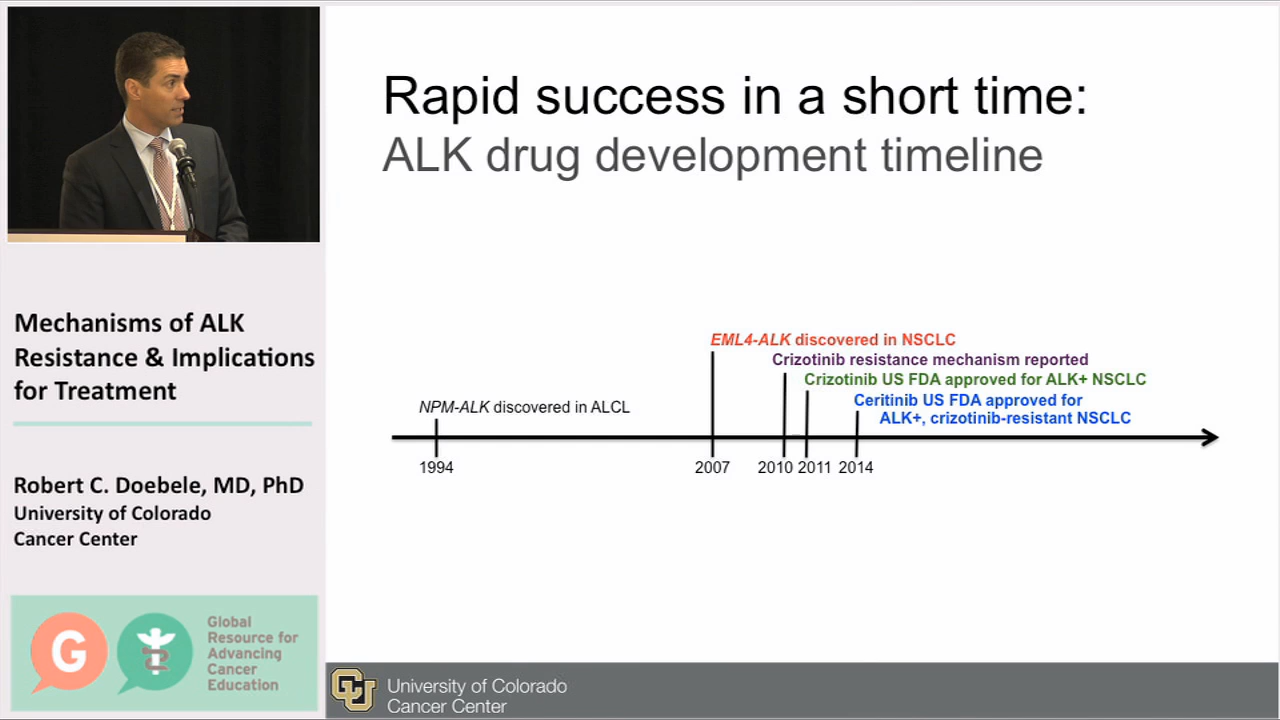 Rapid success in a short time:
ALK drug development timeline
EML4-ALK discovered in NSCLC
Crizotinib resistance mechanism reported
Crizotinib US FDA approved for ALK+ NSCLC
Ceritinib US FDA approved for
ALK+, crizotinib-resistant NSCLC
NPM-ALK discovered in ALCL
1994
2007
2010
2011
2014
Mechanisms of ALK
Resistance & Implications
for Treatment
Robert C. Doebele, MD, PhD
University of Colorado
Cancer Center
G
Global
Resource for
Advancing
Cancer
Education
CU
University of Colorado
Cancer Center